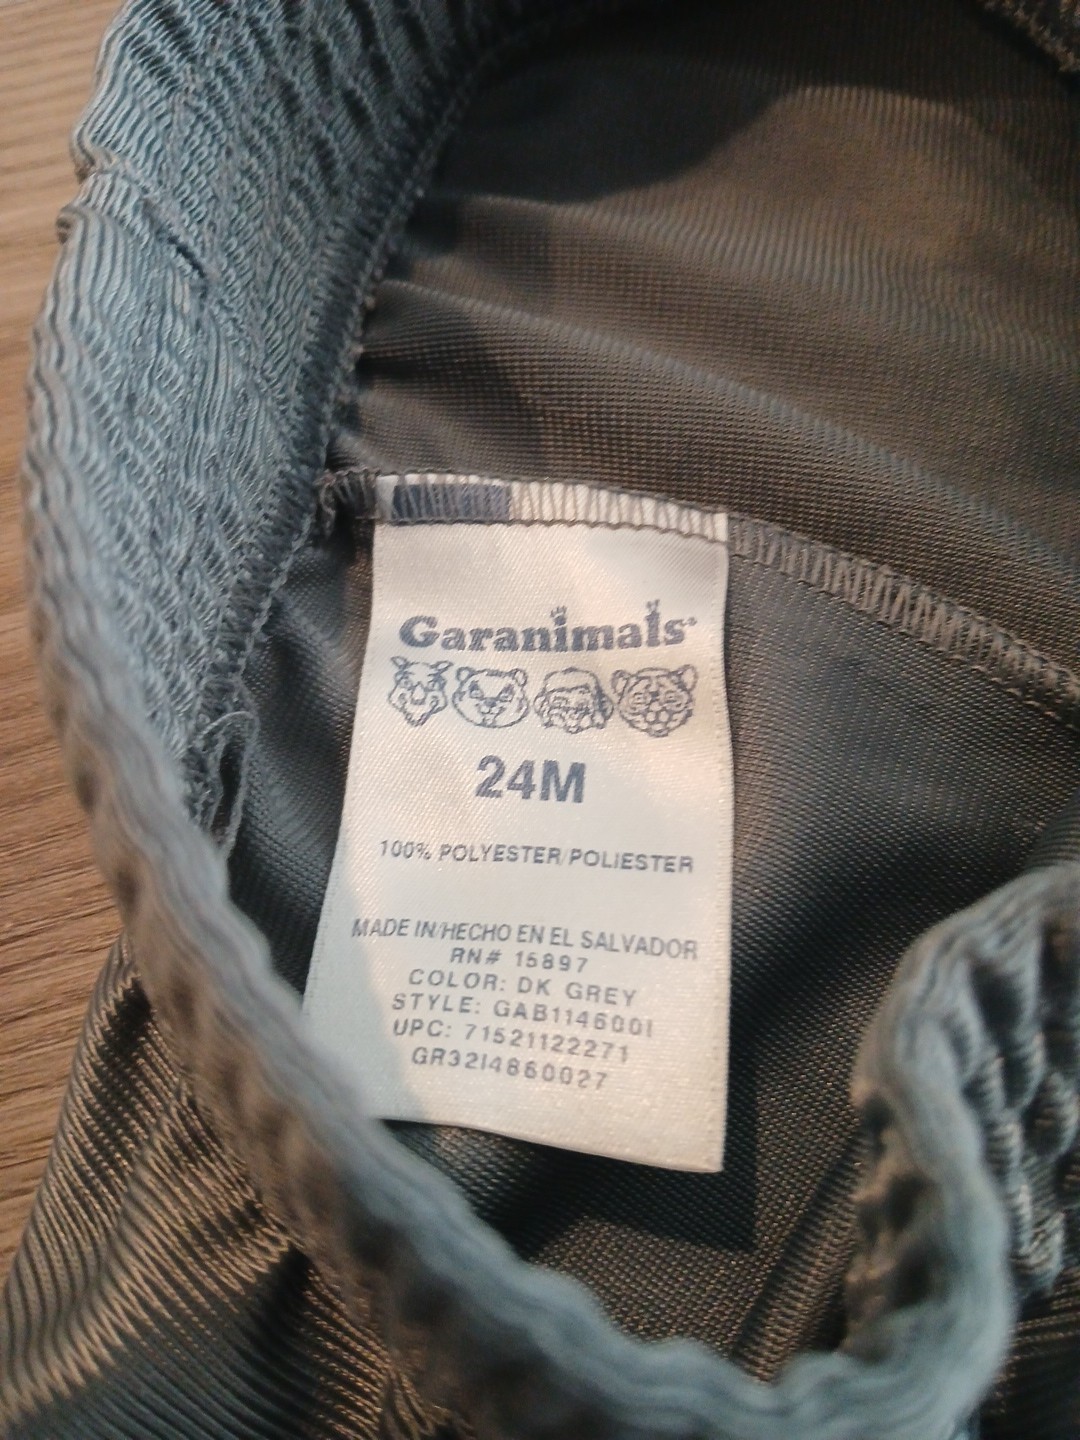 Garanimals
24M
100% POLYESTER/POLIESTER
MADE IN/HECHO EN EL SALVADOR
RN# 15897
COLOR: DK GREY
STYLE: GAB1146001
UPC: 71521122271
GR32I4860027